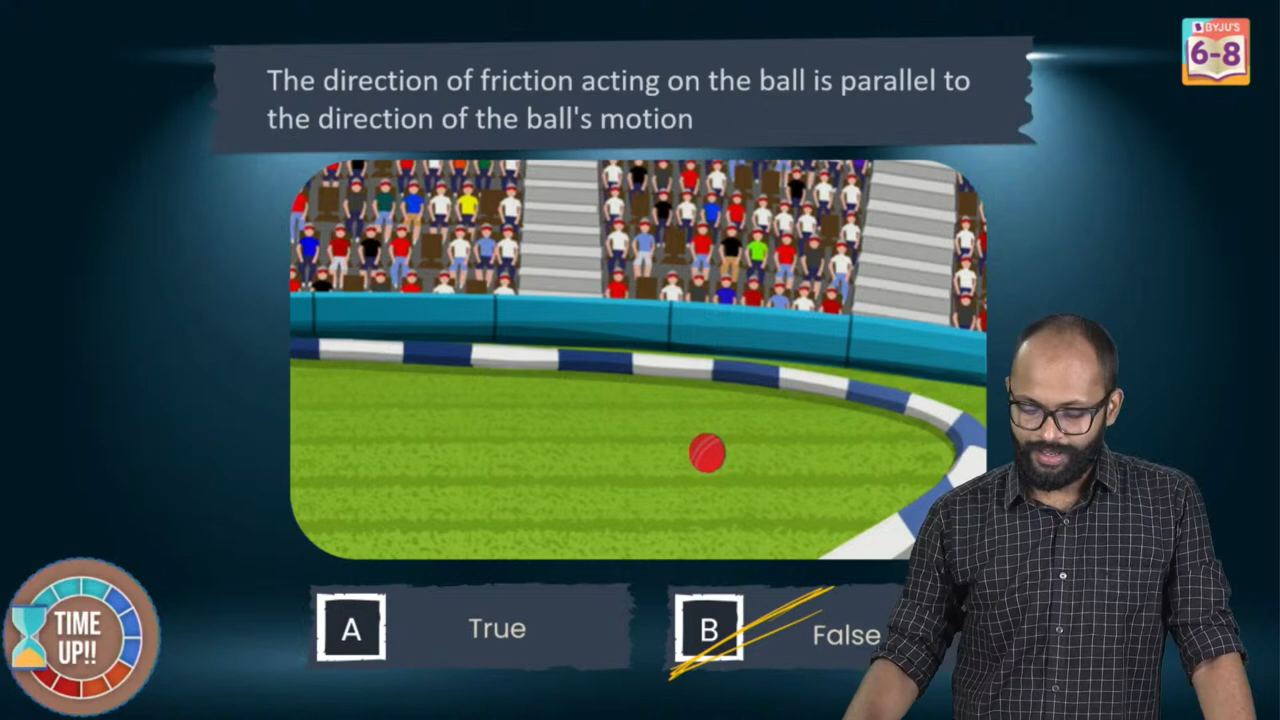 BYJU'S
6-8
The direction of friction acting on the ball is parallel to
the direction of the ball's motion
TIME
UP!!
A True
B False